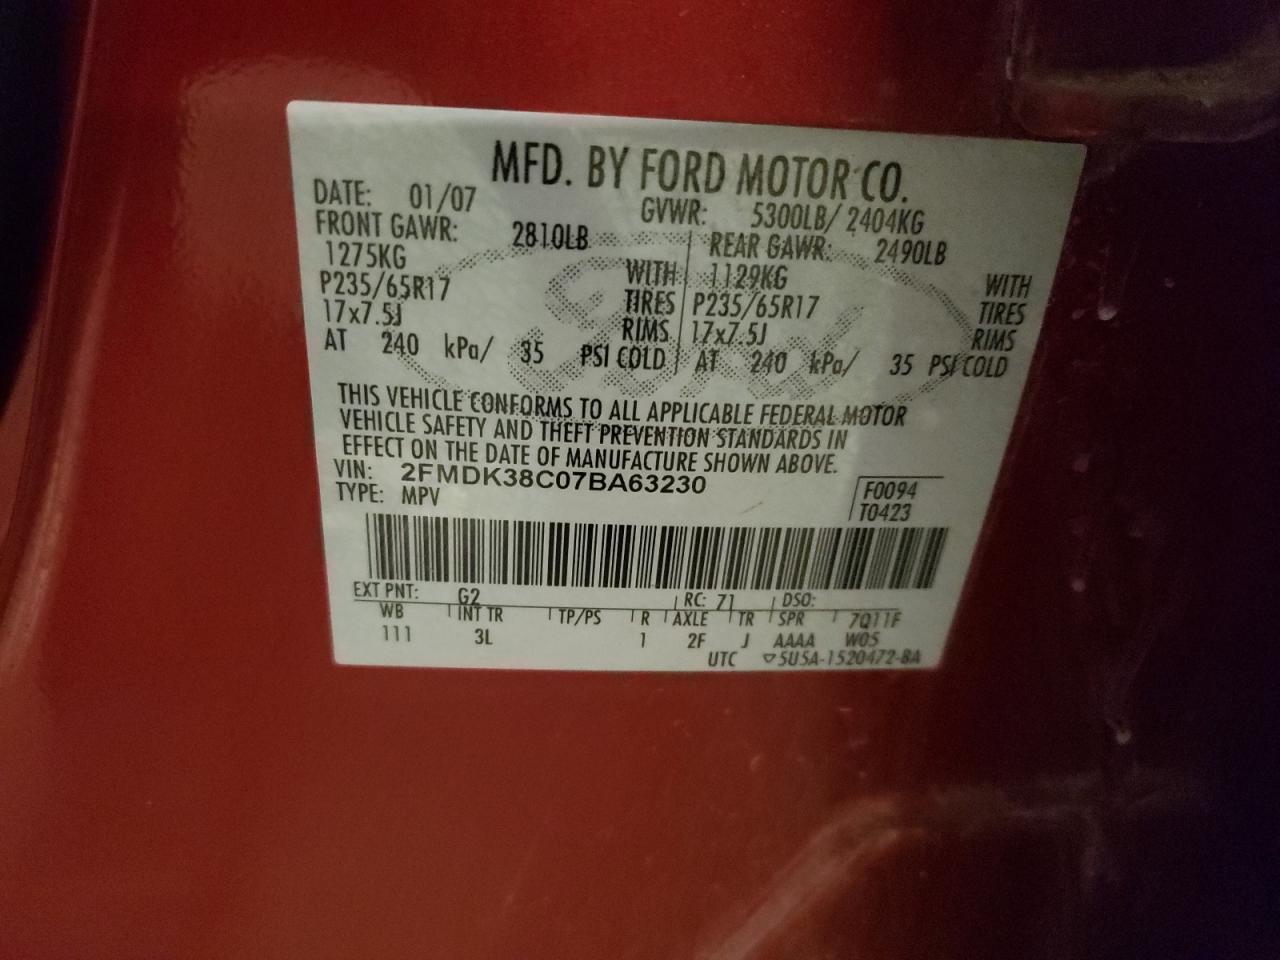 MFD. BY FORD MOTOR CO.
DATE: 01/07 GVWR: 5300LB/ 2404KG
FRONT GAWR: 2810LB REAR GAWR: 2490LB
1275KG WITH 1129KG WITH
P235/65R17 TIRES P235/65R17 TIRES
17x7.5J RIMS 17x7.5J RIMS
AT 240 kPa/ 35 PSI COLD AT 240 kPa/ 35 PSI COLD
THIS VEHICLE CONFORMS TO ALL APPLICABLE FEDERAL MOTOR
VEHICLE SAFETY AND THEFT PREVENTION STANDARDS IN
EFFECT ON THE DATE OF MANUFACTURE SHOWN ABOVE.
VIN: 2FMDK38C07BA63230
TYPE: MPV
F0094
T0423
EXT PNT: G2 RC: 71 DSO:
WB INT TR TP/PS R AXLE TR SPR 7Q11F
111 3L 1 2F J AAAA W05
UTC ▽5U5A-1520472-BA
Ford